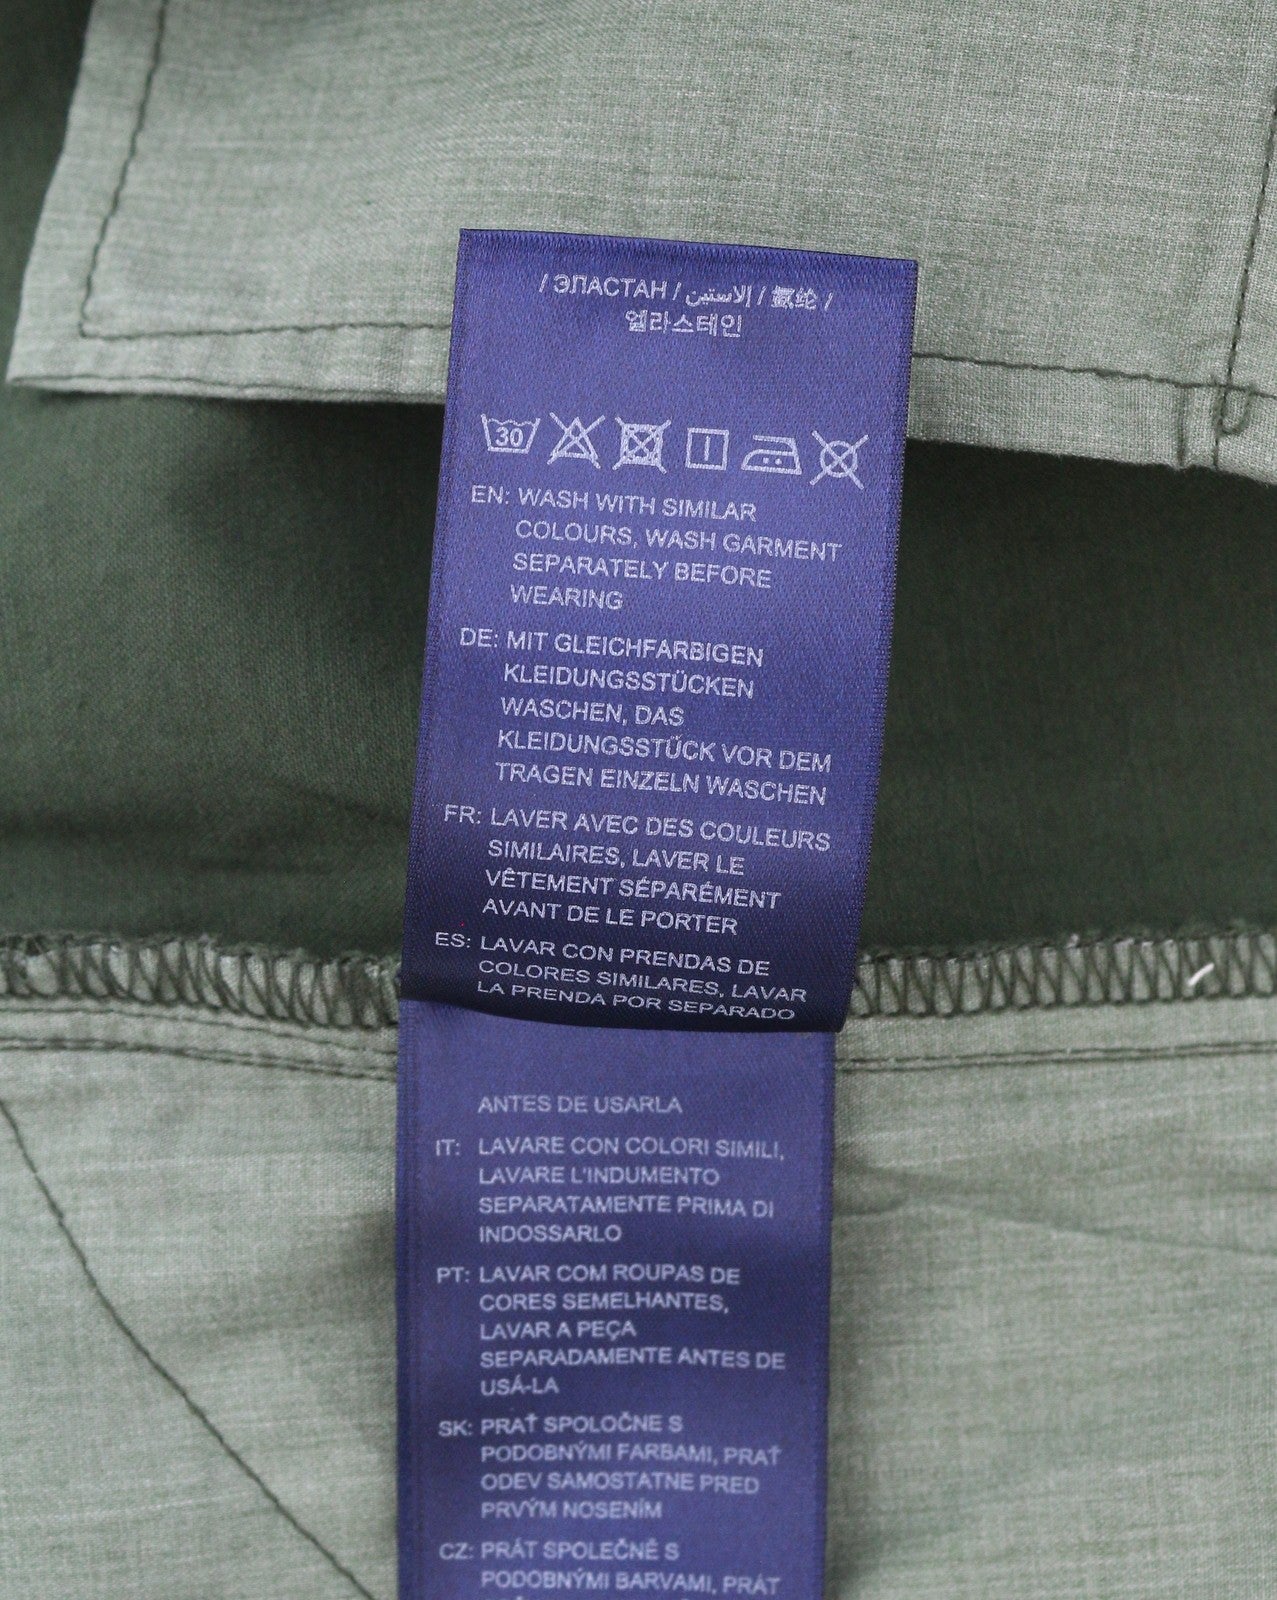 / ЭЛАСТАН / إلاستين / 氨纶 /
엘라스테인
30
EN: WASH WITH SIMILAR
COLOURS, WASH GARMENT
SEPARATELY BEFORE
WEARING
DE: MIT GLEICHFARBIGEN
KLEIDUNGSSTÜCKEN
WASCHEN, DAS
KLEIDUNGSSTÜCK VOR DEM
TRAGEN EINZELN WASCHEN
FR: LAVER AVEC DES COULEURS
SIMILAIRES, LAVER LE
VÊTEMENT SÉPARÉMENT
AVANT DE LE PORTER
ES: LAVAR CON PRENDAS DE
COLORES SIMILARES, LAVAR
LA PRENDA POR SEPARADO
ANTES DE USARLA
IT: LAVARE CON COLORI SIMILI,
LAVARE L'INDUMENTO
SEPARATAMENTE PRIMA DI
INDOSSARLO
PT: LAVAR COM ROUPAS DE
CORES SEMELHANTES,
LAVAR A PEÇA
SEPARADAMENTE ANTES DE
USÁ-LA
SK: PRAŤ SPOLOČNE S
PODOBNÝMI FARBAMI, PRAŤ
ODEV SAMOSTATNE PRED
PRVÝM NOSENÍM
CZ: PRÁT SPOLEČNĚ S
PODOBNÝMI BARVAMI, PRÁT